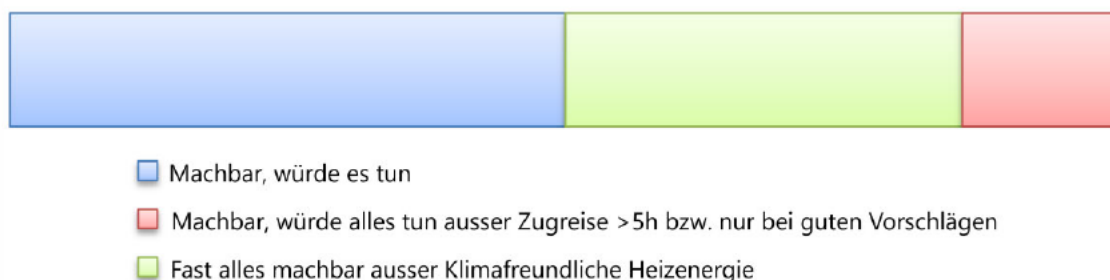 Machbar, würde es tun
Machbar, würde alles tun ausser Zugreise >5h bzw. nur bei guten Vorschlägen
Fast alles machbar ausser Klimafreundliche Heizenergie